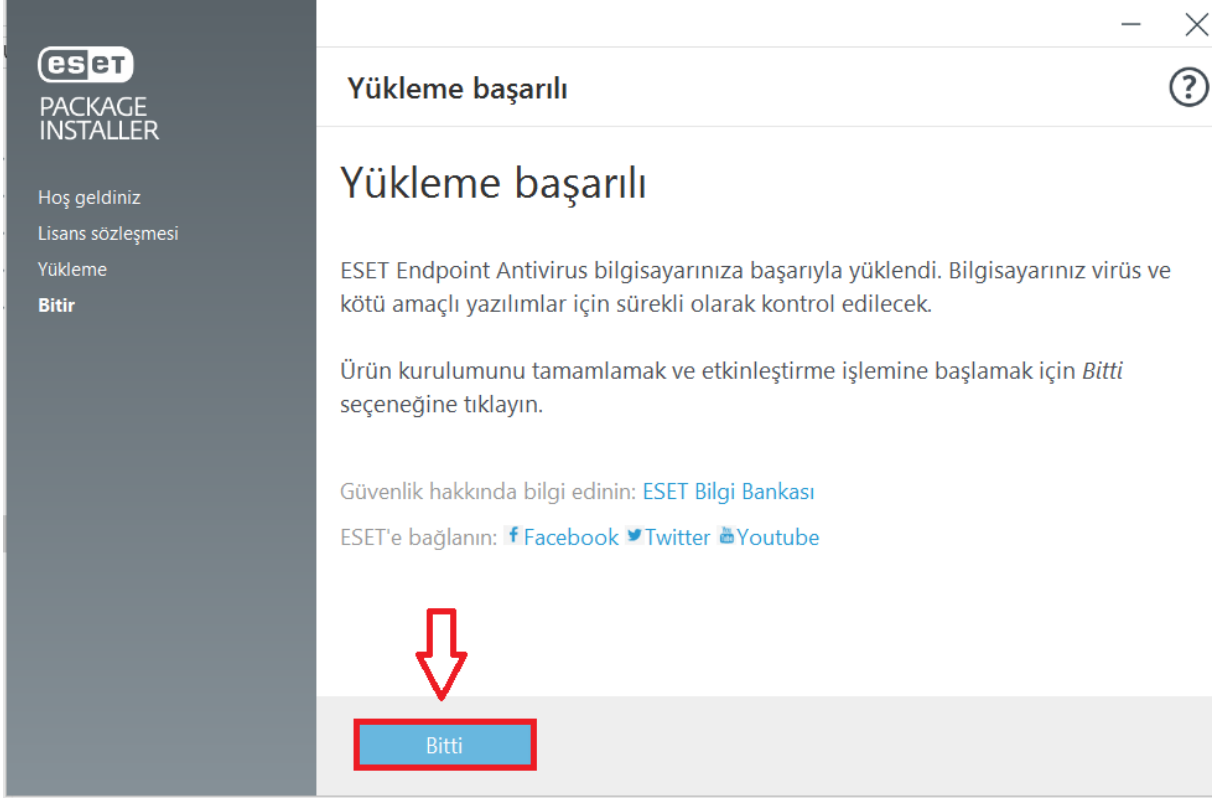 eseT
PACKAGE
INSTALLER
Hoş geldiniz
Lisans sözleşmesi
Yükleme
Bitir
Yükleme başarılı
?
Yükleme başarılı
ESET Endpoint Antivirus bilgisayarınıza başarıyla yüklendi. Bilgisayarınız virüs ve
kötü amaçlı yazılımlar için sürekli olarak kontrol edilecek.
Ürün kurulumunu tamamlamak ve etkinleştirme işlemine başlamak için Bitti
seçeneğine tıklayın.
Güvenlik hakkında bilgi edinin: ESET Bilgi Bankası
ESET'e bağlanın: Facebook Twitter Youtube
Bitti